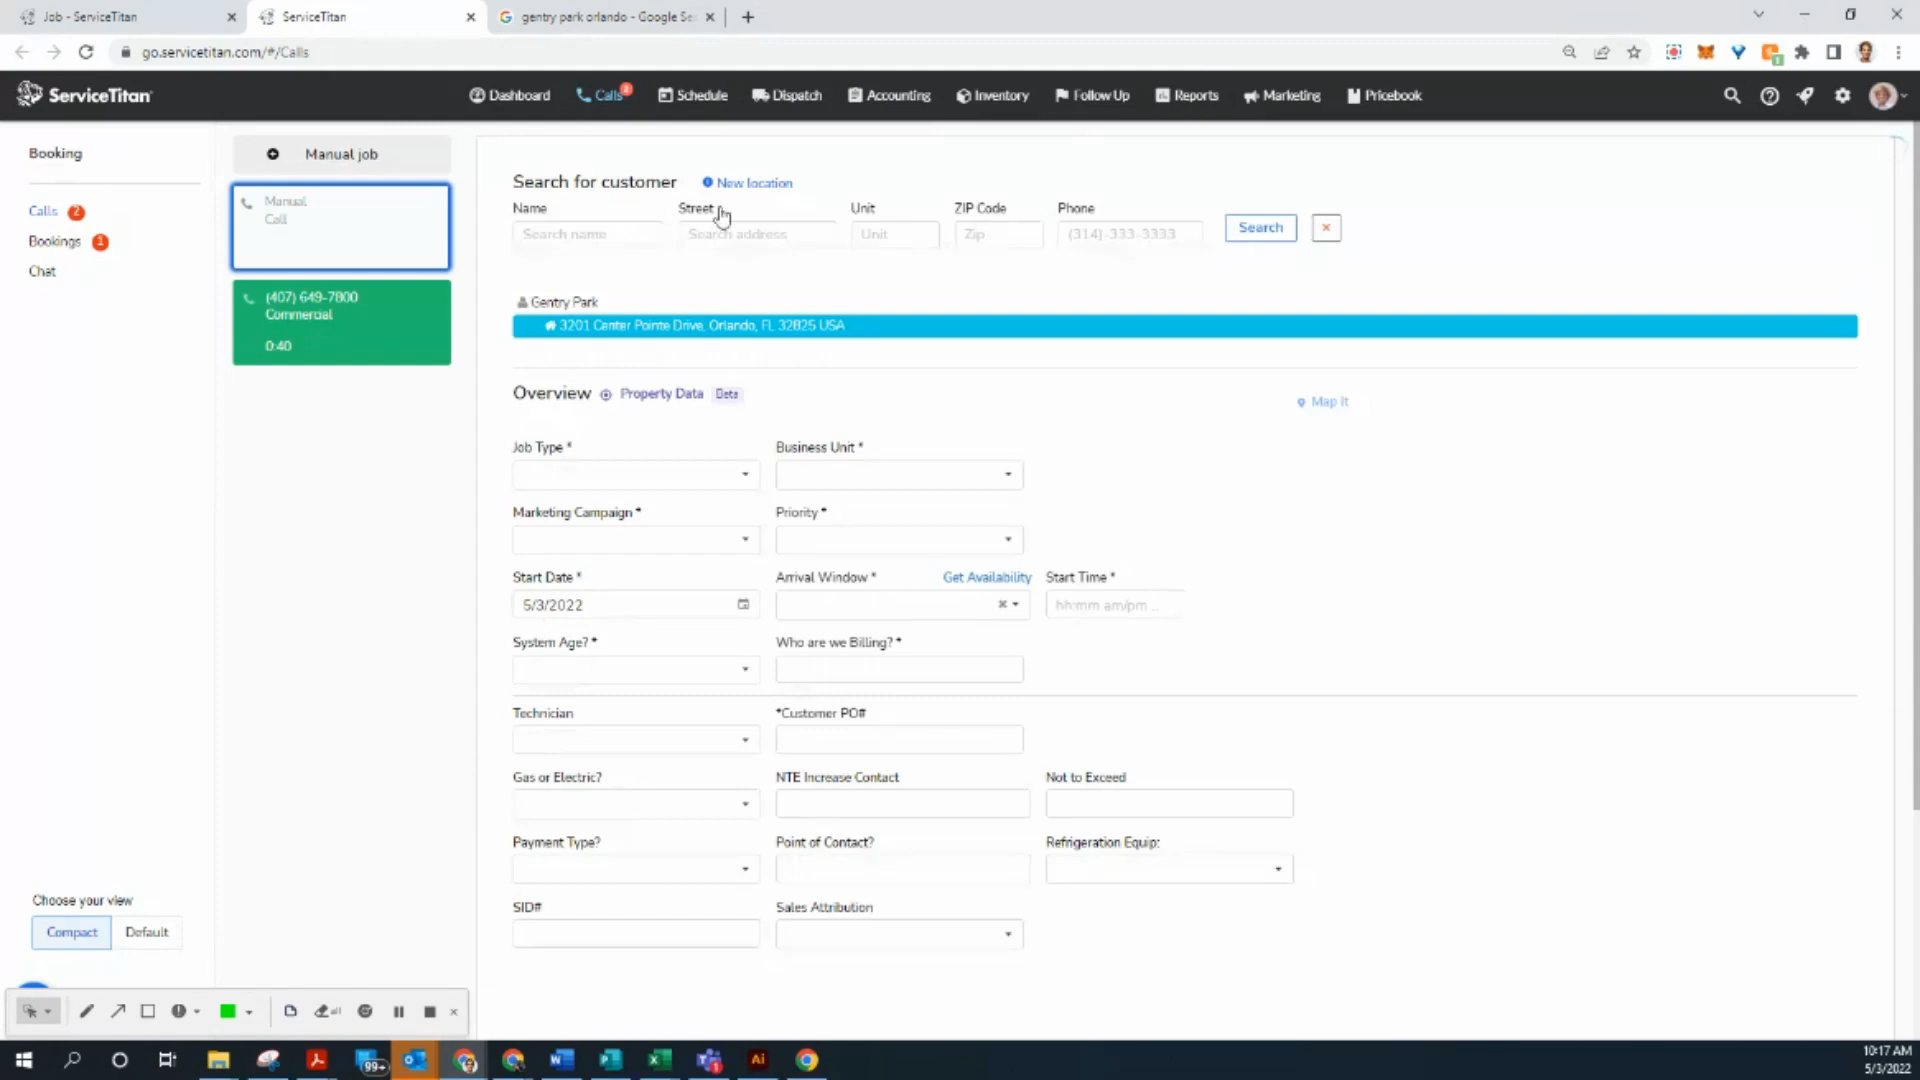 Job - ServiceTitan
ServiceTitan
gentry park orlando - Google Se
go.servicetitan.com/#/Calls
ServiceTitan
Dashboard
Calls
Schedule
Dispatch
Accounting
Inventory
Follow Up
Reports
Marketing
Pricebook
Booking
Calls 2
Bookings 1
Chat
Manual job
Manual
Call
(407) 649-7800
Commercial
0:40
Search for customer New location
Name Street Unit ZIP Code Phone
Search name Search address Unit Zip (314)-333-3333 Search
Gentry Park
3201 Center Pointe Drive, Orlando, FL 32825 USA
Overview Property Data Beta
Map it
Job Type * Business Unit *
Marketing Campaign * Priority *
Start Date * Arrival Window * Get Availability Start Time *
5/3/2022 hh:mm am/pm ...
System Age? * Who are we Billing? *
Technician *Customer PO#
Gas or Electric? NTE Increase Contact Not to Exceed
Payment Type? Point of Contact? Refrigeration Equip:
SID# Sales Attribution
Choose your view
Compact Default
all
99+
10:17 AM
5/3/2022